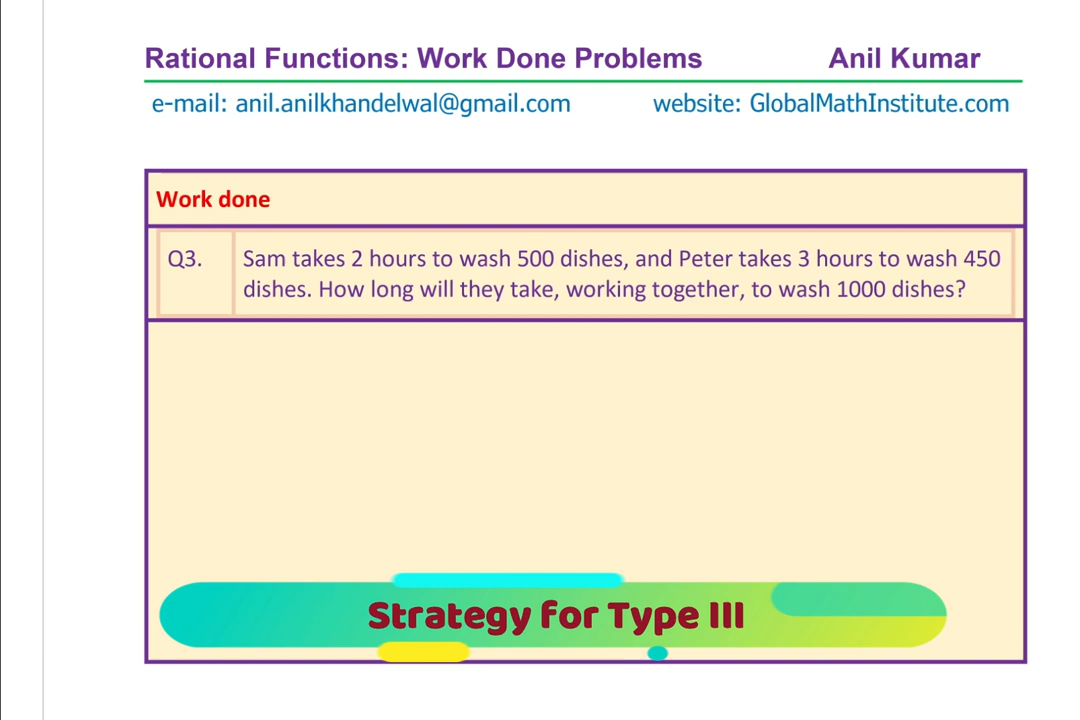 Rational Functions: Work Done Problems Anil Kumar
e-mail: anil.anilkhandelwal@gmail.com website: GlobalMathInstitute.com
Work done
Q3. Sam takes 2 hours to wash 500 dishes, and Peter takes 3 hours to wash 450
dishes. How long will they take, working together, to wash 1000 dishes?
Strategy for Type III